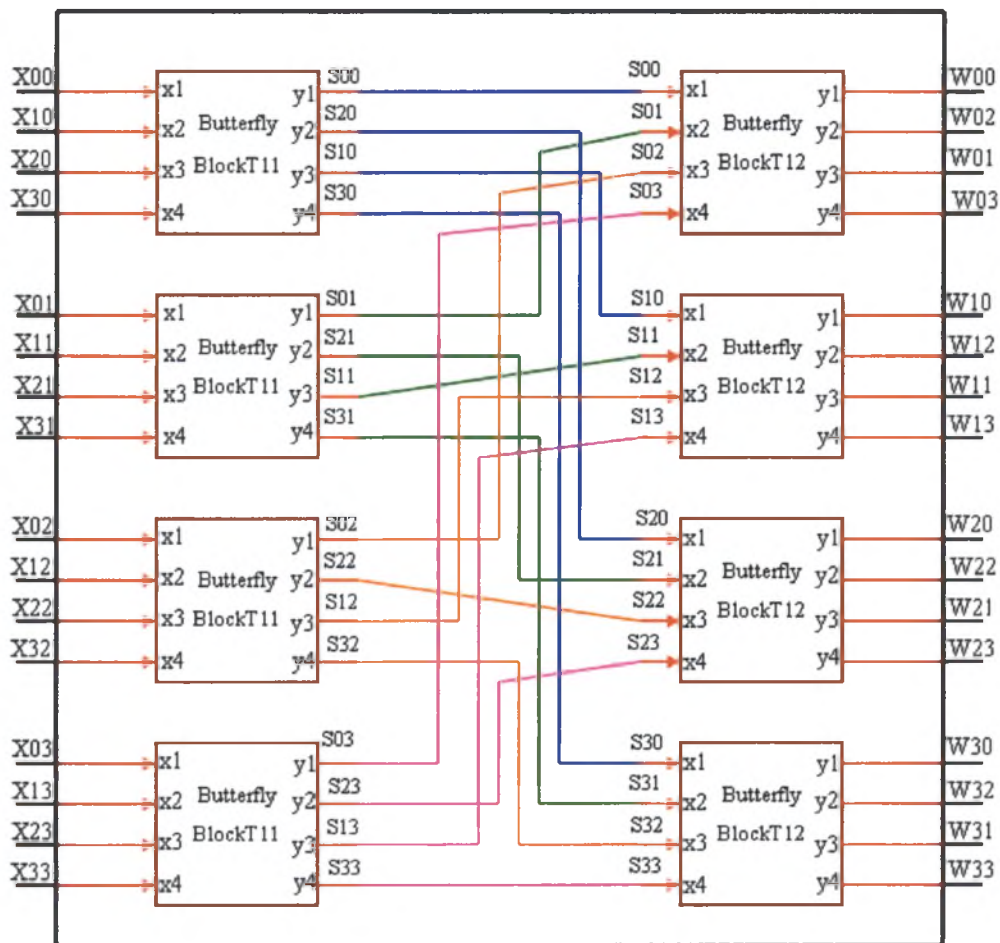 X00 x1 y1 S00 S00 x1 y1 W00
X10 x2 Butterfly y2 S20 S01 x2 Butterfly y2 W02
X20 x3 BlockT11 y3 S10 S02 x3 BlockT12 y3 W01
X30 x4 y4 S30 S03 x4 y4 W03
X01 x1 y1 S01 S10 x1 y1 W10
X11 x2 Butterfly y2 S21 S11 x2 Butterfly y2 W12
X21 x3 BlockT11 y3 S11 S12 x3 BlockT12 y3 W11
X31 x4 y4 S31 S13 x4 y4 W13
X02 x1 y1 S02 S20 x1 y1 W20
X12 x2 Butterfly y2 S22 S21 x2 Butterfly y2 W22
X22 x3 BlockT11 y3 S12 S22 x3 BlockT12 y3 W21
X32 x4 y4 S32 S23 x4 y4 W23
X03 x1 y1 S03 S30 x1 y1 W30
X13 x2 Butterfly y2 S23 S31 x2 Butterfly y2 W32
X23 x3 BlockT11 y3 S13 S32 x3 BlockT12 y3 W31
X33 x4 y4 S33 S33 x4 y4 W33